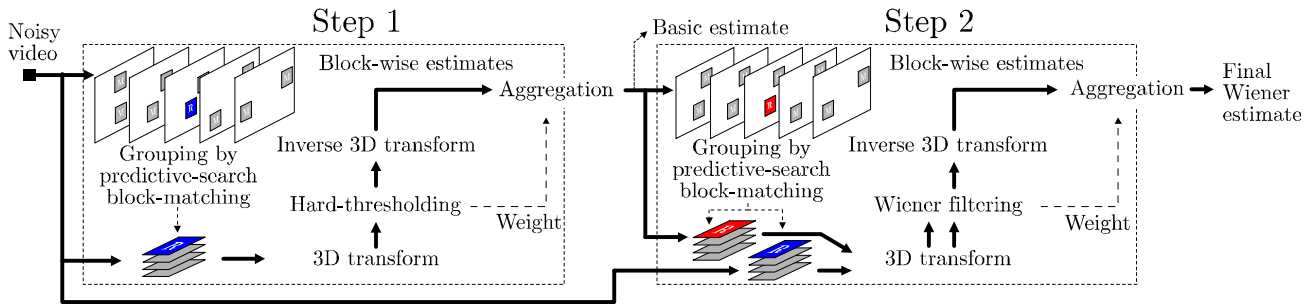 Step 1
Step 2
Noisy
video
Block-wise estimates
Aggregation
Inverse 3D transform
Grouping by
predictive-search
block-matching
Hard-thresholding
Weight
3D transform
Basic estimate
Block-wise estimates
Aggregation
Final
Wiener
estimate
Inverse 3D transform
Grouping by
predictive-search
block-matching
Wiener filtering
Weight
3D transform